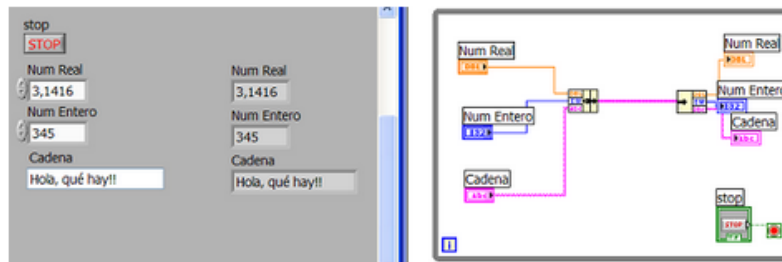 stop
STOP
Num Real
3,1416
Num Entero
345
Cadena
Hola, qué hay!!
Num Real
3,1416
Num Entero
345
Cadena
Hola, qué hay!!
Num Real
DBL
Num Entero
I32
Cadena
abc
Num Real
DBL
Num Entero
I32
Cadena
abc
stop
STOP
TF
i